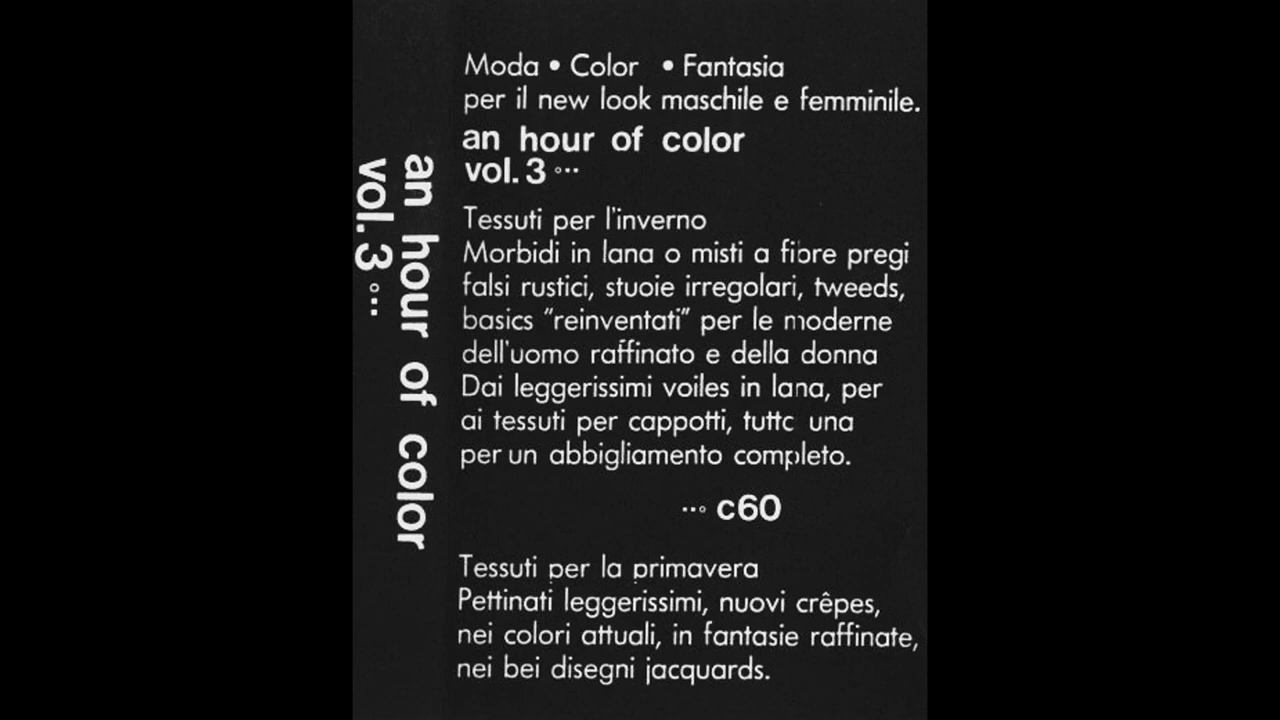 an hour of color
vol. 3
Moda • Color • Fantasia
per il new look maschile e femminile.
an hour of color
vol. 3
Tessuti per l'inverno
Morbidi in lana o misti a fibre pregi
falsi rustici, stuoie irregolari, tweeds,
basics "reinventati" per le moderne
dell'uomo raffinato e della donna
Dai leggerissimi voiles in lana, per
ai tessuti per cappotti, tutto una
per un abbigliamento completo.
c60
Tessuti per la primavera
Pettinati leggerissimi, nuovi crêpes,
nei colori attuali, in fantasie raffinate,
nei bei disegni jacquards.